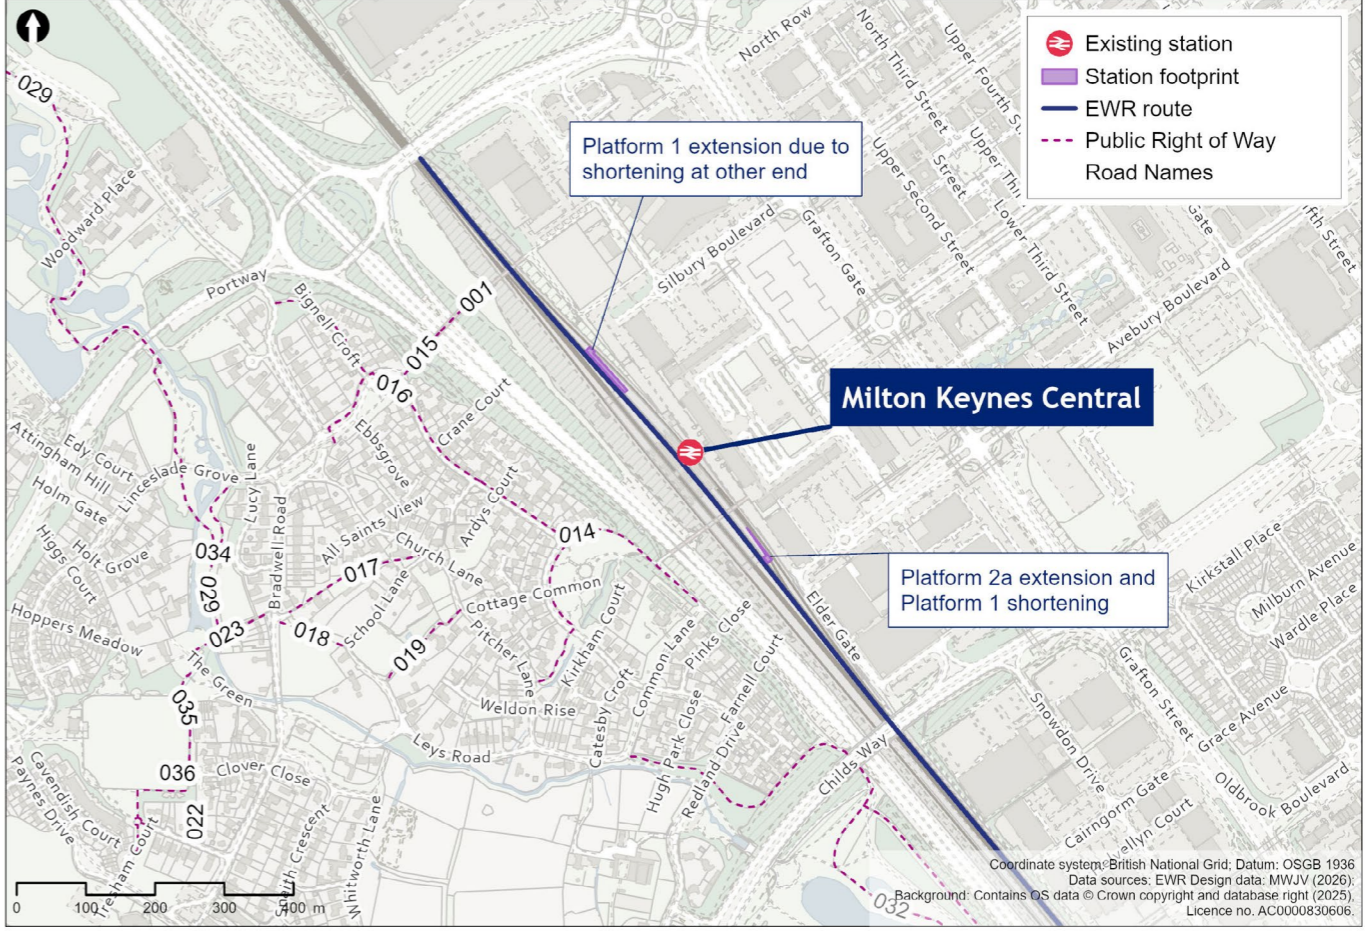 Existing station
Station footprint
EWR route
Public Right of Way
Road Names
Platform 1 extension due to
shortening at other end
Milton Keynes Central
Platform 2a extension and
Platform 1 shortening
North Row
North Third Street
Upper Fourth St
Upper Third
Street
Upper Second Street
Lower Third Street
Gate
Fifth Street
Grafton Gate
Silbury Boulevard
Avebury Boulevard
029
Woodward Place
Portway
Bignell Croft
001
015
016
Crane Court
Ebbsgrove
Attingham Hill
Edy Court
Linceslade Grove
Holm Gate
Higgs Court
Holt Grove
Lucy Lane
Bradwell Road
All Saints View
Ardys Court
Church Lane
014
034
029
017
School Lane
Cottage Common
Hoppers Meadow
023
018
019
Pitcher Lane
Kirkham Court
Common Lane
Pinks Close
The Green
035
Weldon Rise
Catesby Croft
Hugh Park Close
Redland Drive
Farnell Court
Leys Road
Elder Gate
Childs Way
Kirkstall Place
Milburn Avenue
Wardle Place
Grafton Street
Grace Avenue
Snowdon Drive
Oldbrook Boulevard
Cairngorm Gate
036
Clover Close
022
Cavendish Court
Paynes Drive
Tresham Court
Whitworth Lane
032
0 100 200 300 400 m
Coordinate system: British National Grid; Datum: OSGB 1936
Data sources: EWR Design data: MWJV (2026);
Background: Contains OS data © Crown copyright and database right (2025),
Licence no. AC0000830606.